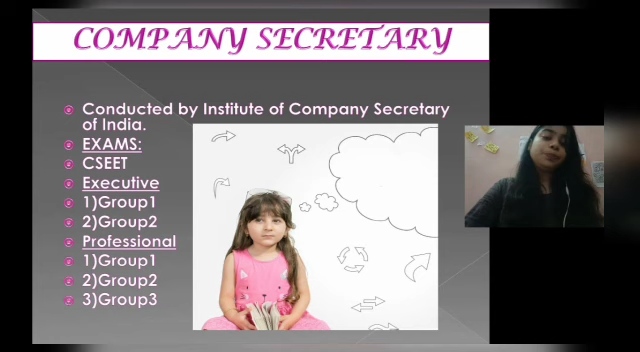 COMPANY SECRETARY
Conducted by Institute of Company Secretary
of India.
EXAMS:
CSEET
Executive
1)Group1
2)Group2
Professional
1)Group1
2)Group2
3)Group3